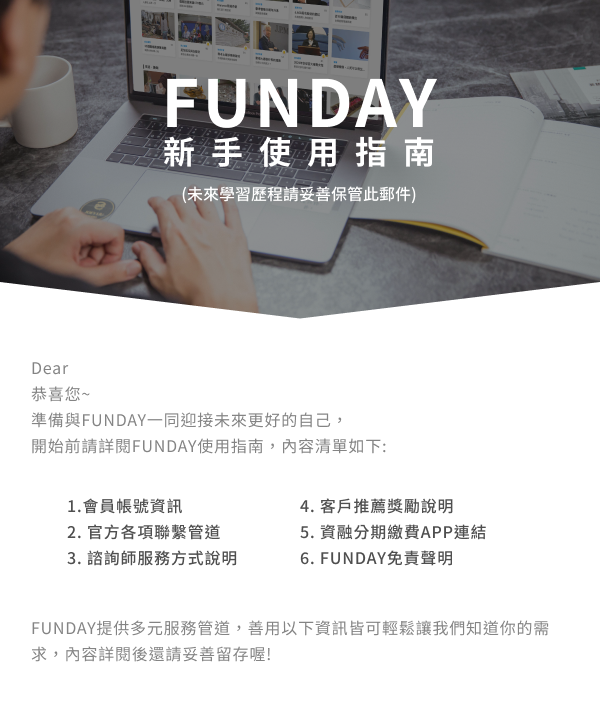 FUNDAY
新手使用指南
(未來學習歷程請妥善保管此郵件)
Dear
恭喜您~
準備與FUNDAY一同迎接未來更好的自己，
開始前請詳閱FUNDAY使用指南，內容清單如下:
1.會員帳號資訊
2. 官方各項聯繫管道
3. 諮詢師服務方式說明
4. 客戶推薦獎勵說明
5. 資融分期繳費APP連結
6. FUNDAY免責聲明
FUNDAY提供多元服務管道，善用以下資訊皆可輕鬆讓我們知道你的需
求，內容詳閱後還請妥善留存喔!